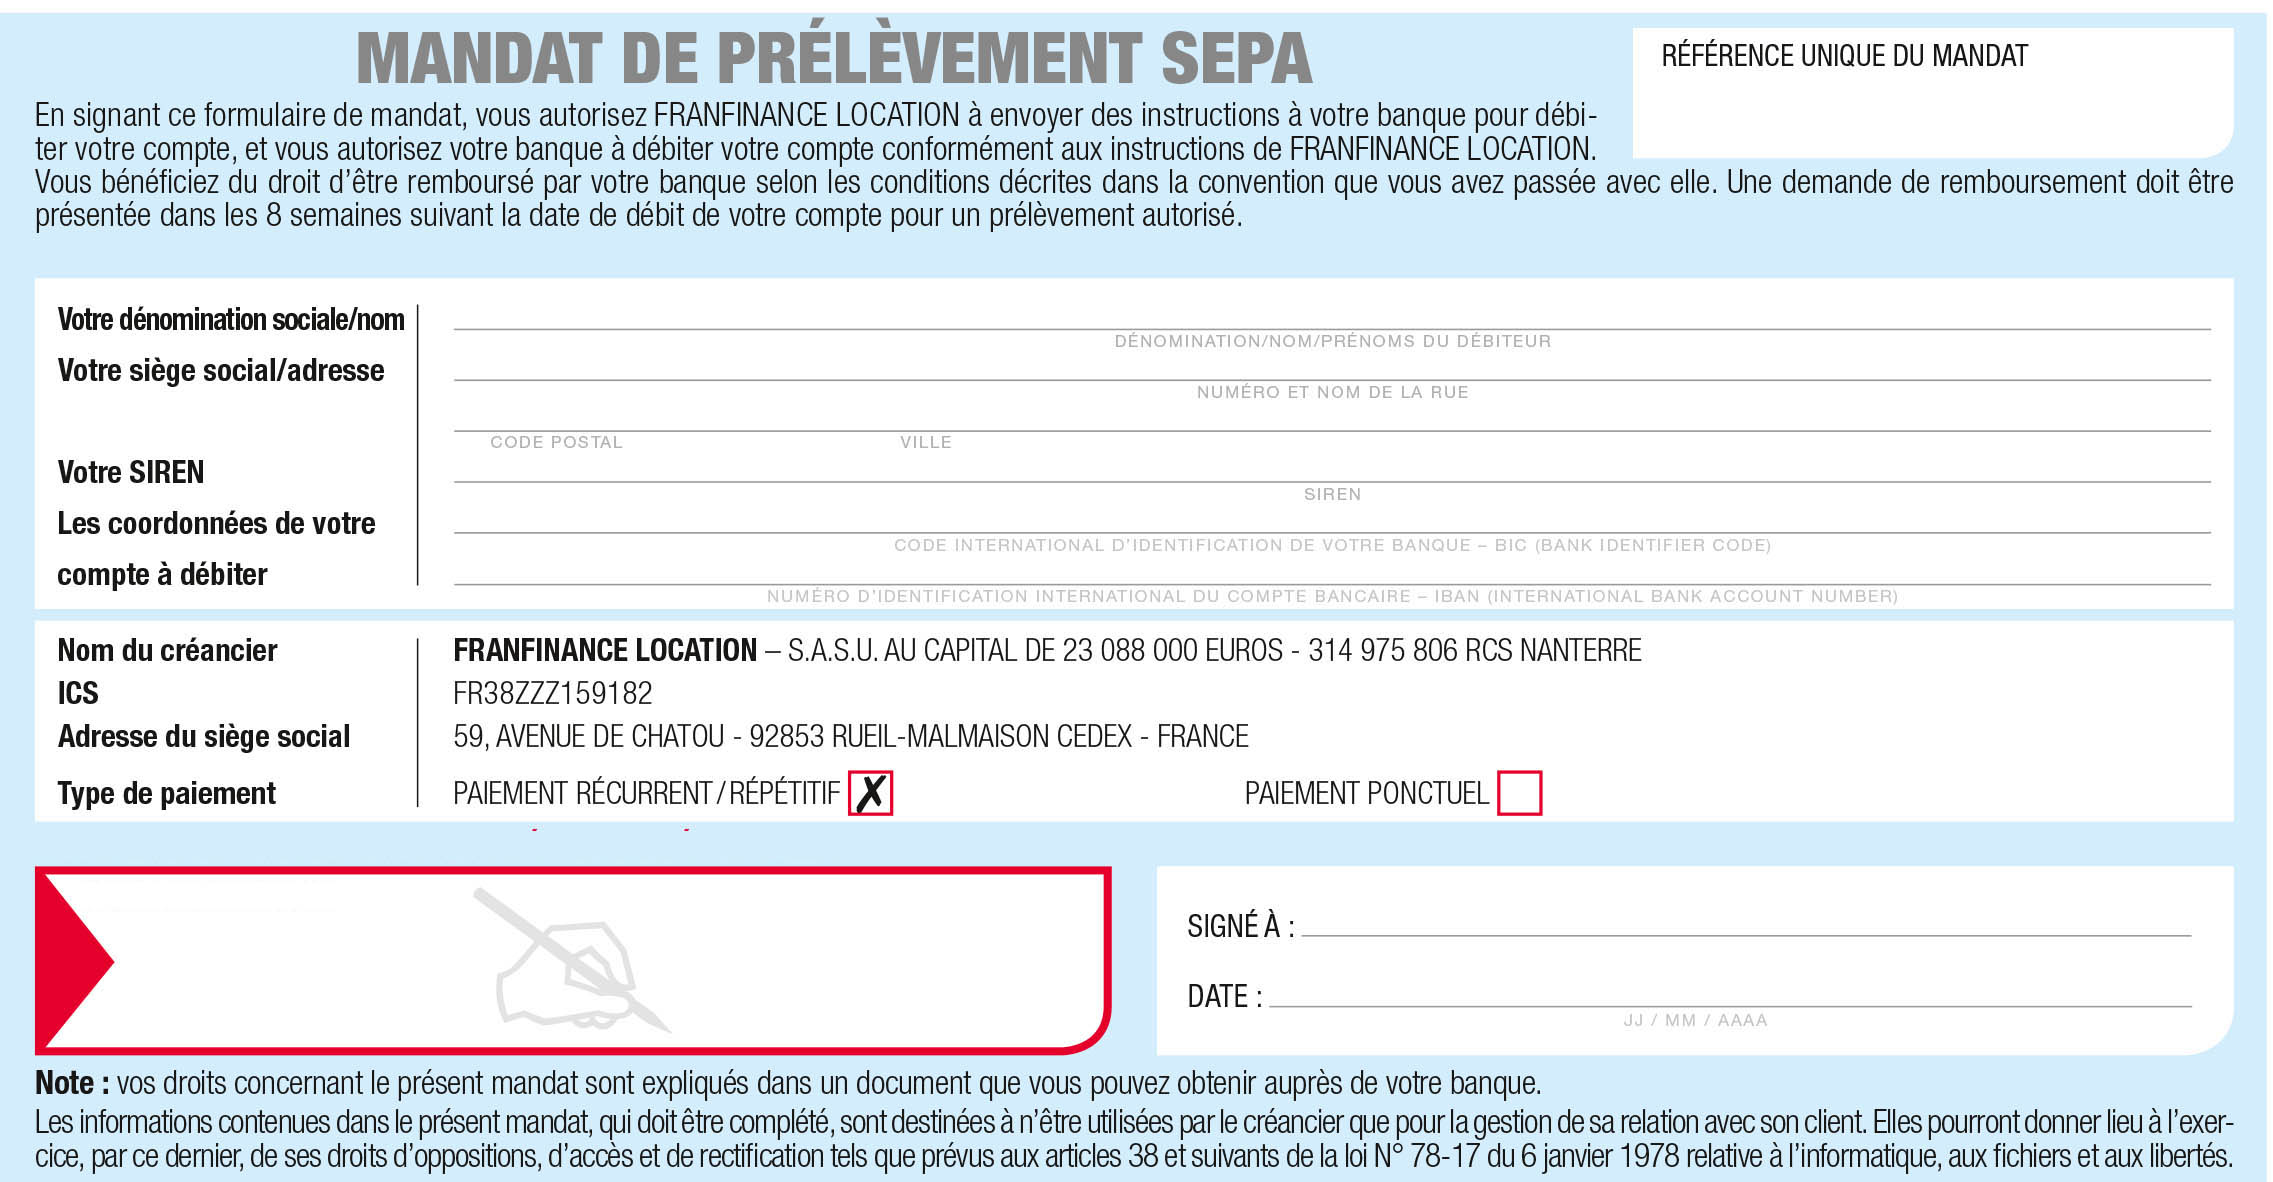 MANDAT DE PRÉLÈVEMENT SEPA
RÉFÉRENCE UNIQUE DU MANDAT
En signant ce formulaire de mandat, vous autorisez FRANFINANCE LOCATION à envoyer des instructions à votre banque pour débi-
ter votre compte, et vous autorisez votre banque à débiter votre compte conformément aux instructions de FRANFINANCE LOCATION.
Vous bénéficiez du droit d’être remboursé par votre banque selon les conditions décrites dans la convention que vous avez passée avec elle. Une demande de remboursement doit être
présentée dans les 8 semaines suivant la date de débit de votre compte pour un prélèvement autorisé.
Votre dénomination sociale/nom
DÉNOMINATION/NOM/PRÉNOMS DU DÉBITEUR
Votre siège social/adresse
NUMÉRO ET NOM DE LA RUE
CODE POSTAL VILLE
Votre SIREN
SIREN
Les coordonnées de votre
CODE INTERNATIONAL D’IDENTIFICATION DE VOTRE BANQUE – BIC (BANK IDENTIFIER CODE)
compte à débiter
NUMÉRO D’IDENTIFICATION INTERNATIONAL DU COMPTE BANCAIRE – IBAN (INTERNATIONAL BANK ACCOUNT NUMBER)
Nom du créancier FRANFINANCE LOCATION – S.A.S.U. AU CAPITAL DE 23 088 000 EUROS - 314 975 806 RCS NANTERRE
ICS FR38ZZZ159182
Adresse du siège social 59, AVENUE DE CHATOU - 92853 RUEIL-MALMAISON CEDEX - FRANCE
Type de paiement PAIEMENT RÉCURRENT/RÉPÉTITIF ✗ PAIEMENT PONCTUEL
SIGNÉ À :
DATE :
JJ / MM / AAAA
Note : vos droits concernant le présent mandat sont expliqués dans un document que vous pouvez obtenir auprès de votre banque.
Les informations contenues dans le présent mandat, qui doit être complété, sont destinées à n’être utilisées par le créancier que pour la gestion de sa relation avec son client. Elles pourront donner lieu à l’exer-
cice, par ce dernier, de ses droits d’oppositions, d’accès et de rectification tels que prévus aux articles 38 et suivants de la loi N° 78-17 du 6 janvier 1978 relative à l’informatique, aux fichiers et aux libertés.